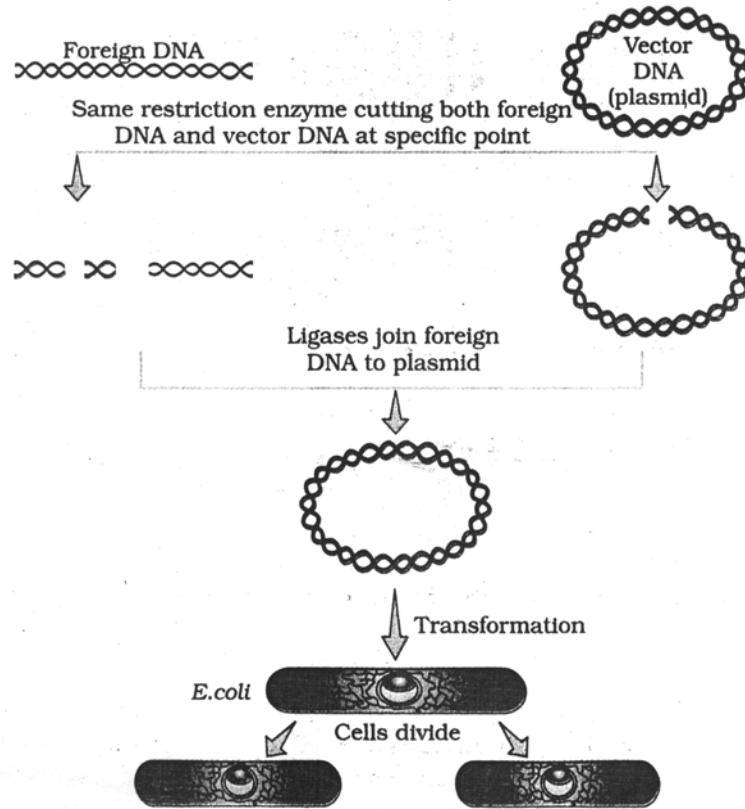 Foreign DNA
Vector
DNA
(plasmid)
Same restriction enzyme cutting both foreign
DNA and vector DNA at specific point
Ligases join foreign
DNA to plasmid
Transformation
E.coli
Cells divide